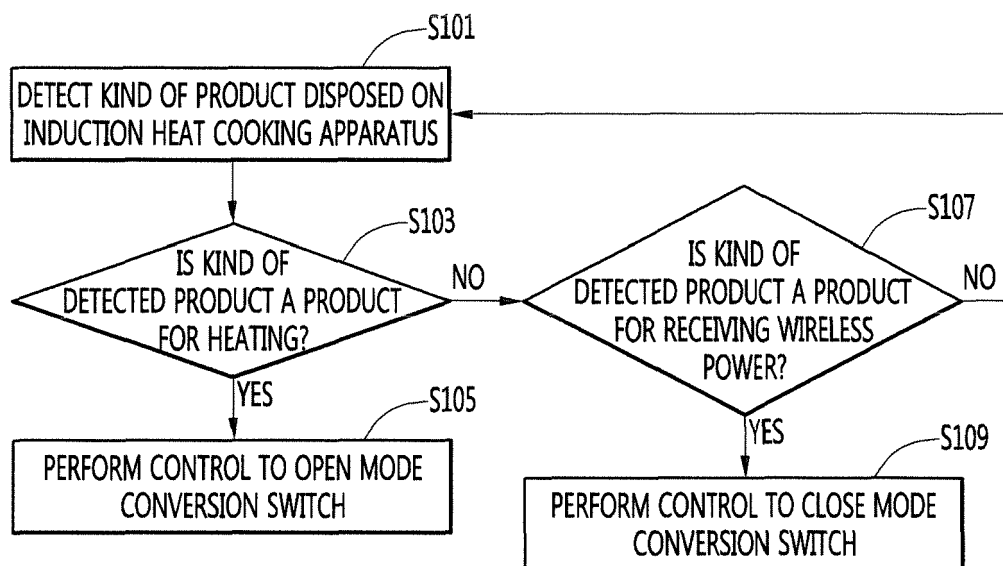 S101
DETECT KIND OF PRODUCT DISPOSED ON
INDUCTION HEAT COOKING APPARATUS
S103
IS KIND OF
DETECTED PRODUCT A PRODUCT
FOR HEATING?
NO
YES
S105
PERFORM CONTROL TO OPEN MODE
CONVERSION SWITCH
S107
IS KIND OF
DETECTED PRODUCT A PRODUCT
FOR RECEIVING WIRELESS
POWER?
NO
YES
S109
PERFORM CONTROL TO CLOSE MODE
CONVERSION SWITCH